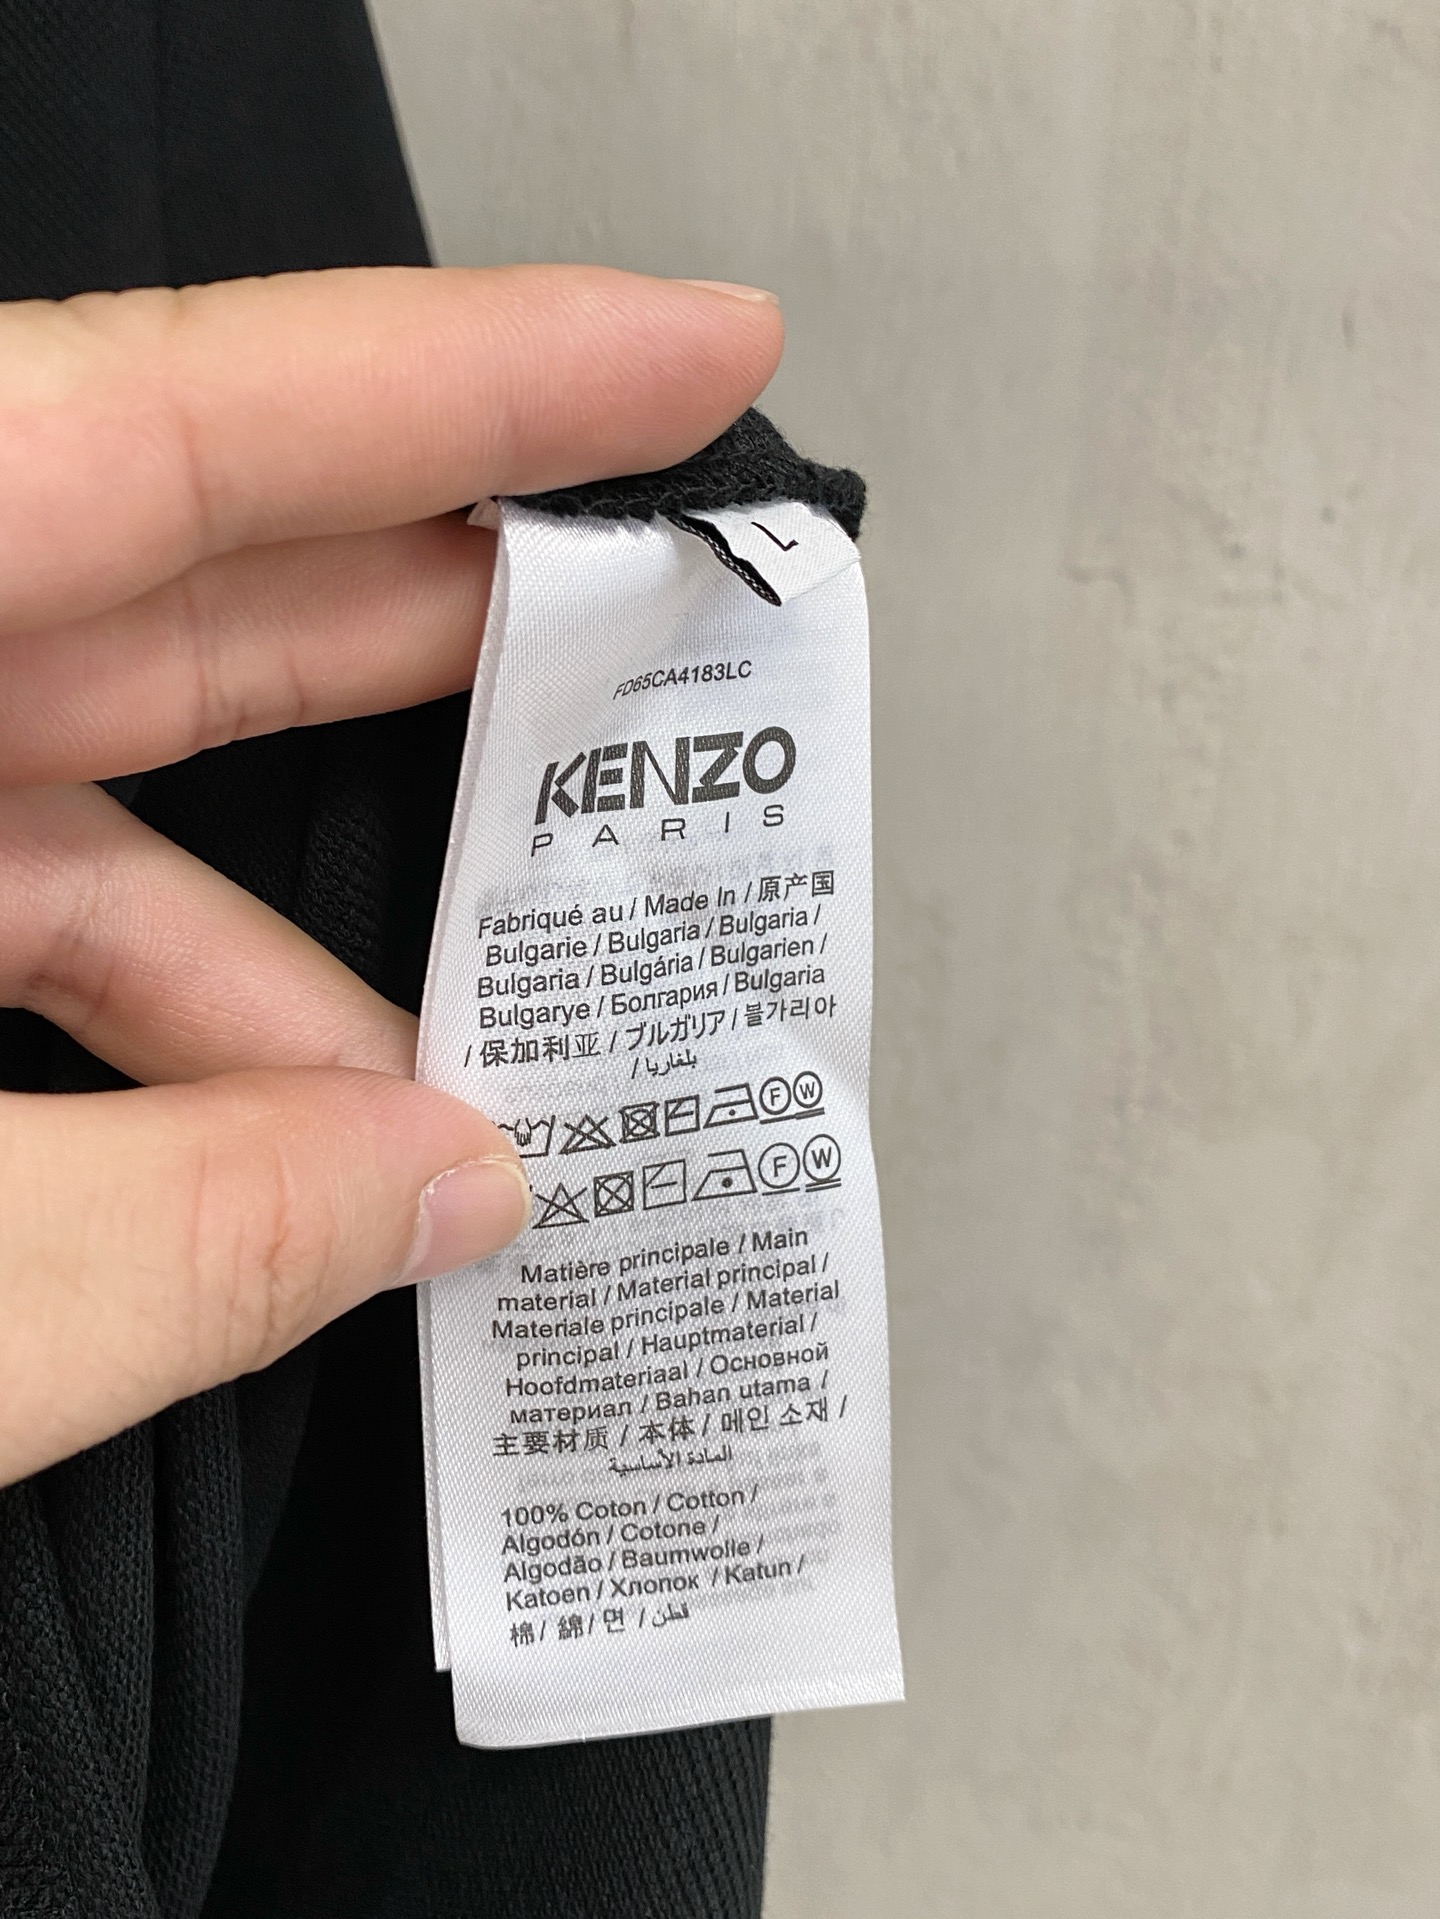 L
FD65CA4183LC
KENZO
PARIS
Fabriqué au / Made In / 原产国
Bulgarie / Bulgaria / Bulgaria /
Bulgaria / Bulgária / Bulgarien /
Bulgarye / Болгария / Bulgaria
/ 保加利亚 / ブルガリア / 불가리아
/ بلغاريا
F W
F W
Matière principale / Main
material / Material principal /
Materiale principale / Material
principal / Hauptmaterial /
Hoofdmateriaal / Основной
материал / Bahan utama /
主要材质 / 本体 / 메인 소재 /
المادة الأساسية
100% Coton / Cotton /
Algodón / Cotone /
Algodão / Baumwolle /
Katoen / Хлопок / Katun /
棉 / 綿 / 면 / قطن